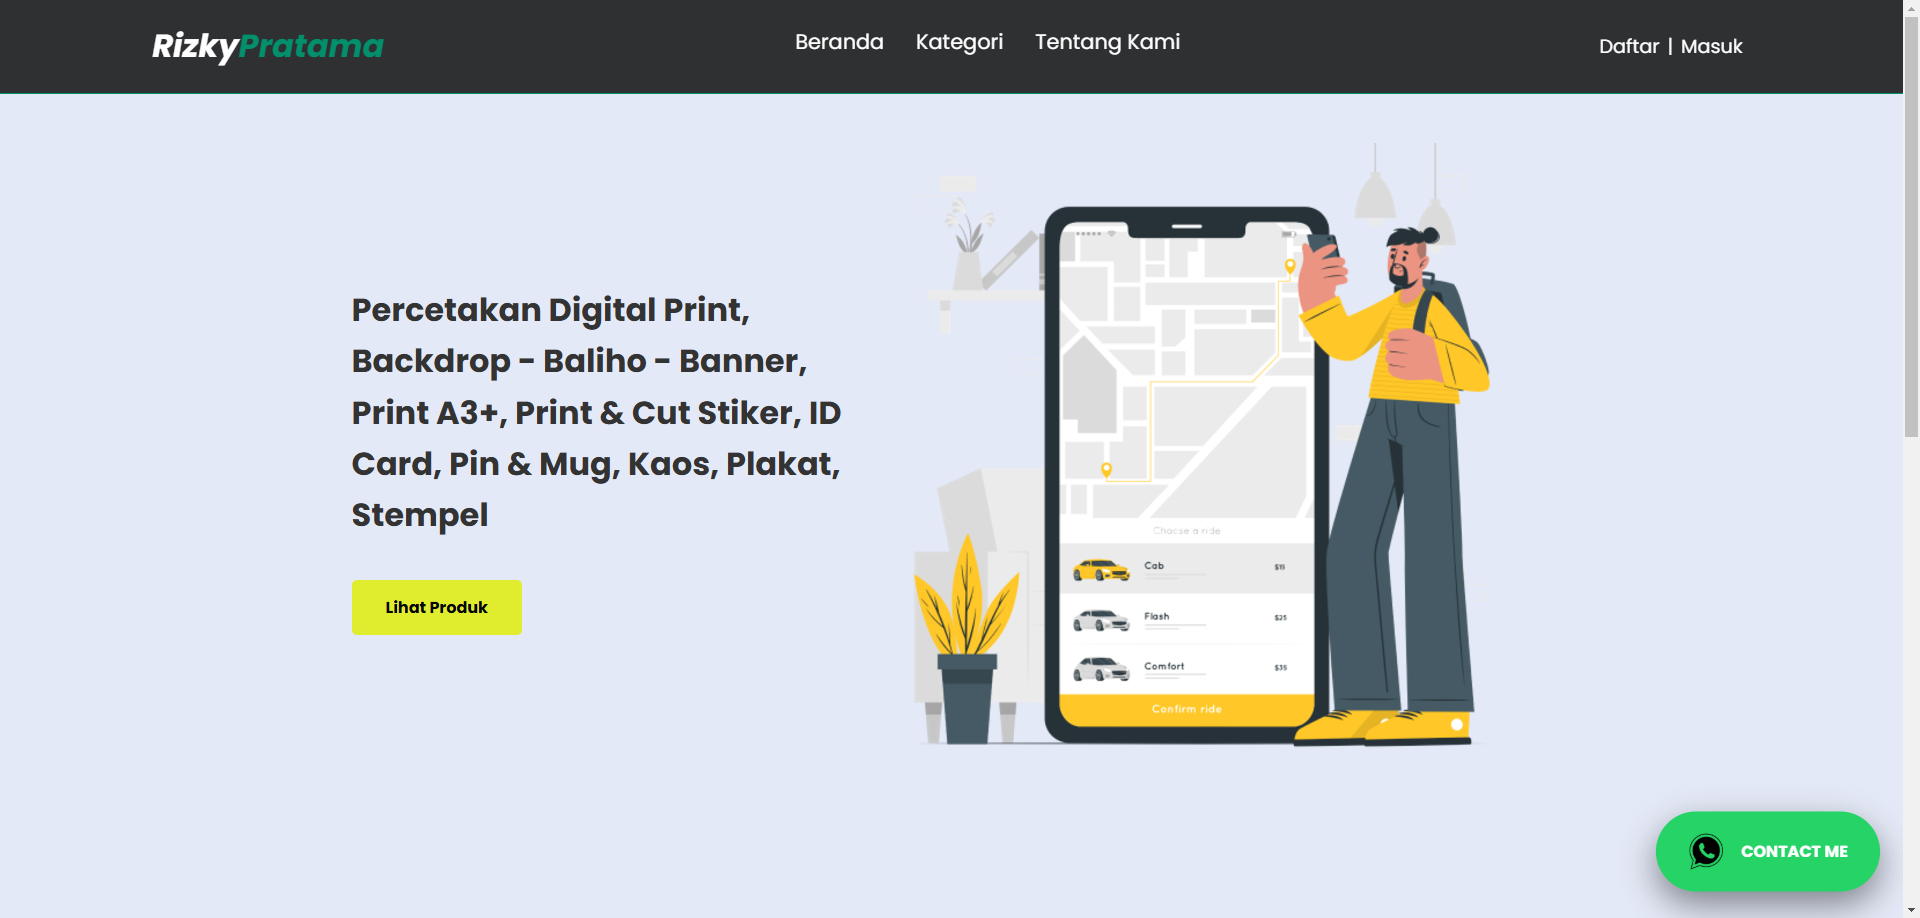 RizkyPratama
Beranda Kategori Tentang Kami
Daftar | Masuk
Percetakan Digital Print,
Backdrop - Baliho - Banner,
Print A3+, Print & Cut Stiker, ID
Card, Pin & Mug, Kaos, Plakat,
Stempel
Lihat Produk
Choose a ride
Cab $15
Flash $25
Comfort $35
Confirm ride
CONTACT ME